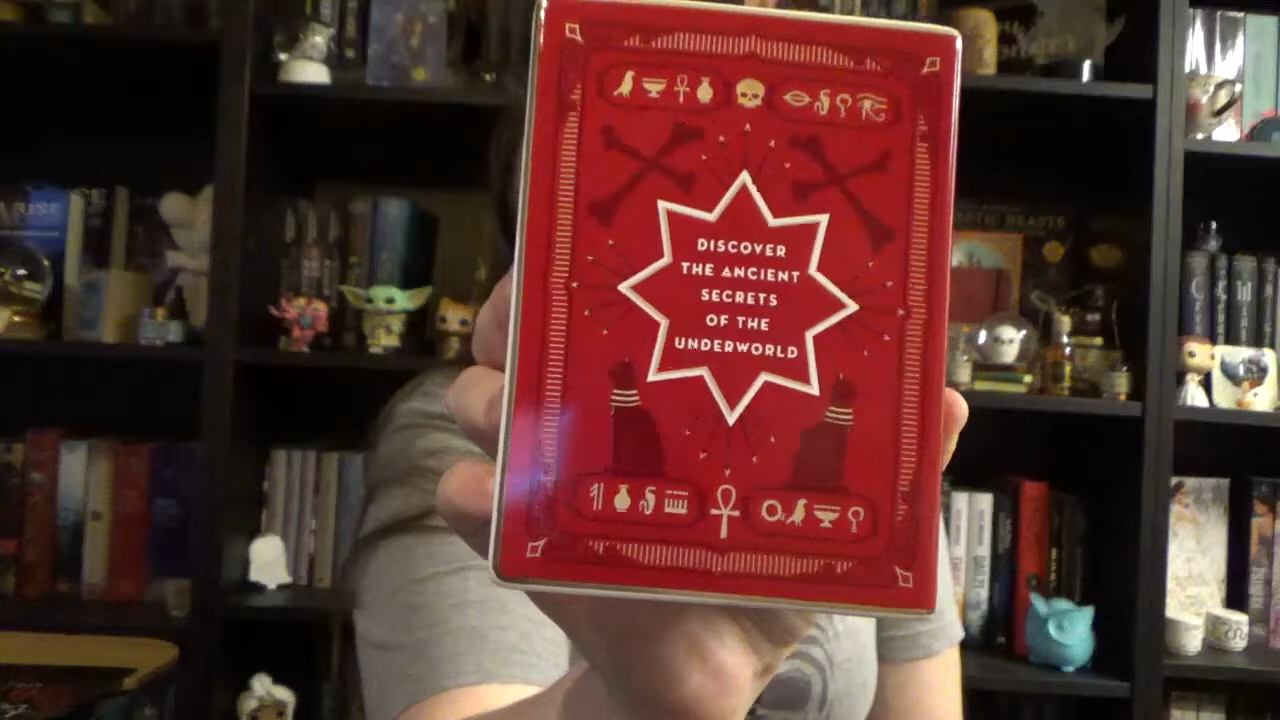 DISCOVER
THE ANCIENT
SECRETS
OF THE
UNDERWORLD